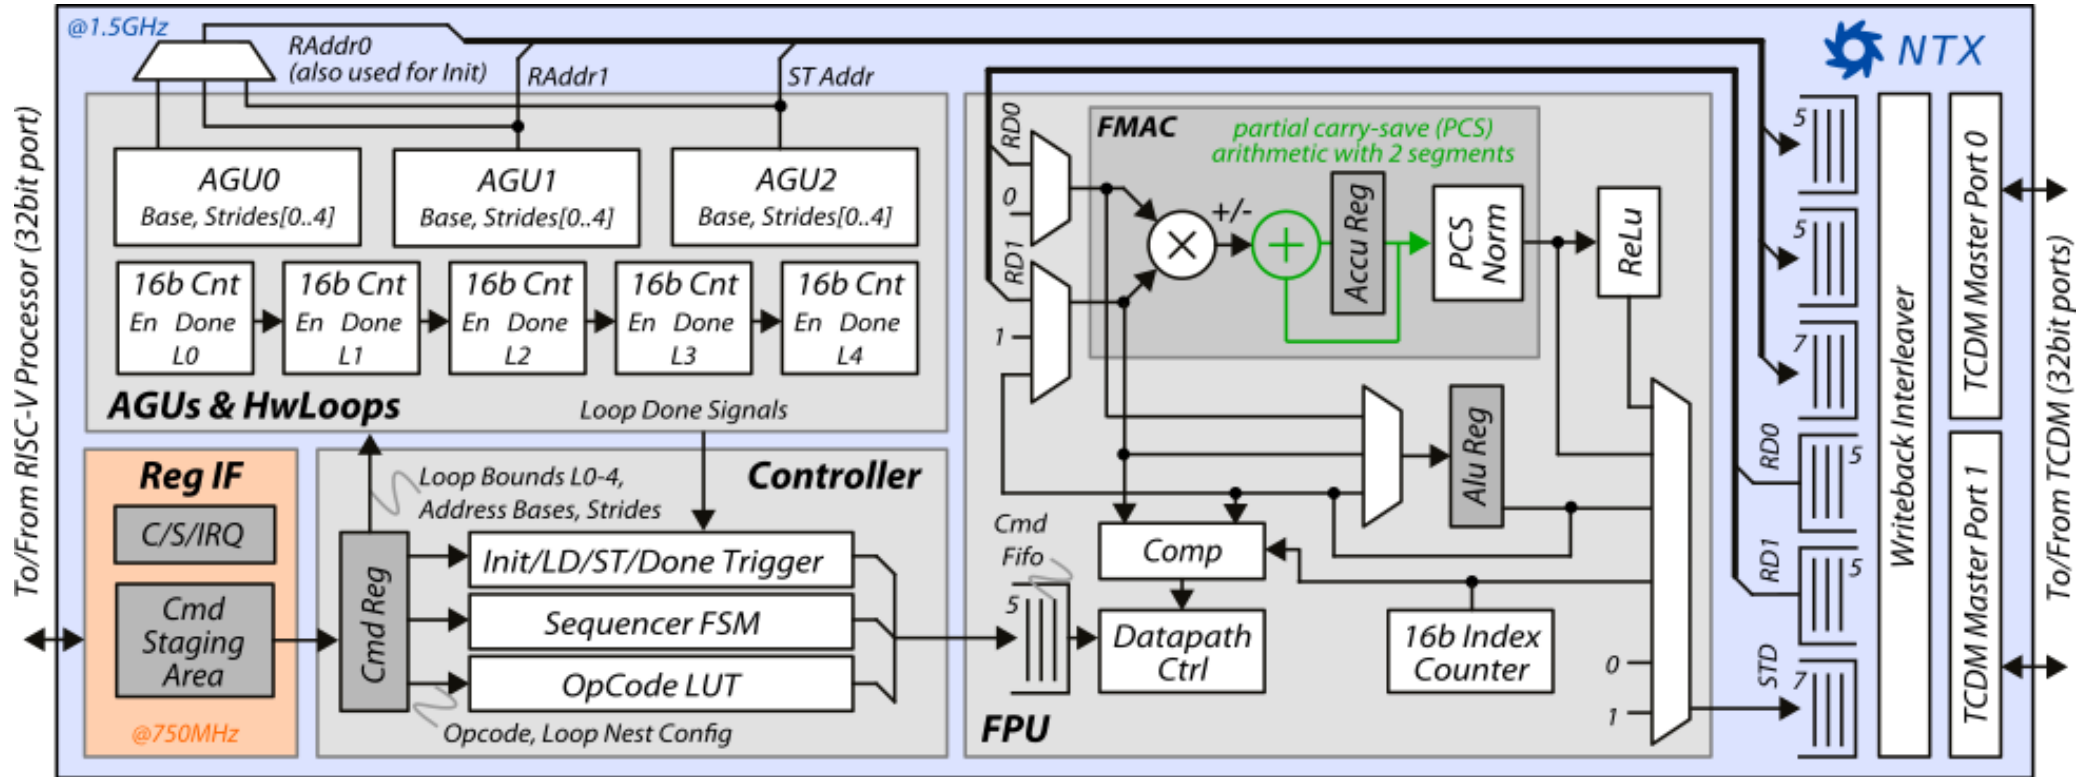 @1.5GHz
RAddr0
(also used for Init)
RAddr1
ST Addr
NTX
To/From RISC-V Processor (32bit port)
AGU0
Base, Strides[0..4]
AGU1
Base, Strides[0..4]
AGU2
Base, Strides[0..4]
16b Cnt
En Done
L0
16b Cnt
En Done
L1
16b Cnt
En Done
L2
16b Cnt
En Done
L3
16b Cnt
En Done
L4
AGUs & HwLoops
Loop Done Signals
Reg IF
C/S/IRQ
Cmd
Staging
Area
@750MHz
Controller
Loop Bounds L0-4,
Address Bases, Strides
Cmd Reg
Init/LD/ST/Done Trigger
Sequencer FSM
OpCode LUT
Opcode, Loop Nest Config
RD0
0
RD1
1
FMAC
partial carry-save (PCS)
arithmetic with 2 segments
+/-
Accu Reg
PCS
Norm
ReLu
Alu Reg
Cmd
Fifo
5
Comp
Datapath
Ctrl
16b Index
Counter
0
1
FPU
5
5
7
RD0
5
RD1
5
STD
7
Writeback Interleaver
TCDM Master Port 0
TCDM Master Port 1
To/From TCDM (32bit ports)